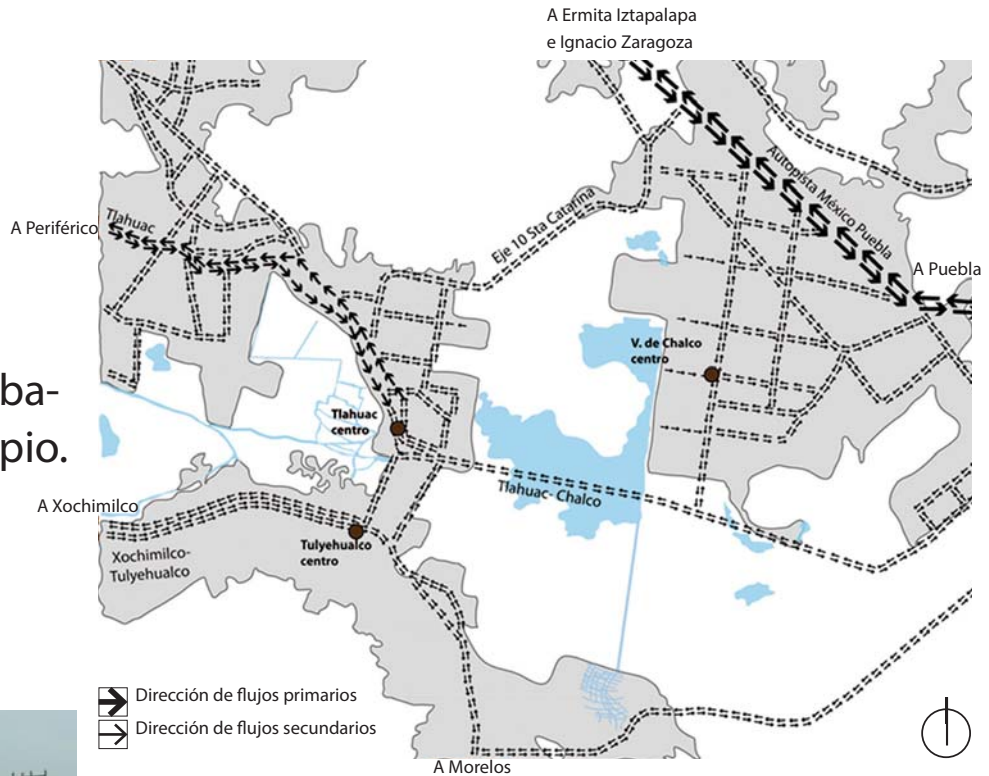 A Ermita Iztapalapa
e Ignacio Zaragoza
Autopista México Puebla
Tlahuac
A Periférico
Eje 10 Sta Catarina
A Puebla
V. de Chalco
centro
ba-
pio.
Tlahuac
centro
Tlahuac- Chalco
A Xochimilco
Xochimilco-
Tulyehualco
Tulyehualco
centro
Dirección de flujos primarios
Dirección de flujos secundarios
A Morelos